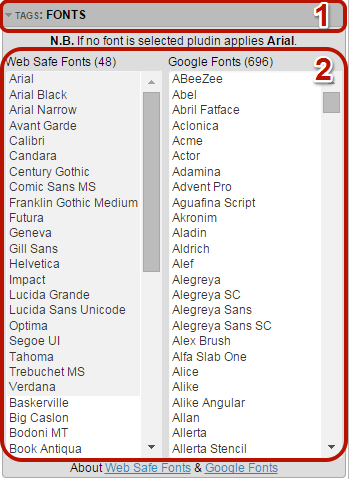 TAGS: FONTS
1
N.B. If no font is selected pludin applies Arial.
Web Safe Fonts (48)
Arial
Arial Black
Arial Narrow
Avant Garde
Calibri
Candara
Century Gothic
Comic Sans MS
Franklin Gothic Medium
Futura
Geneva
Gill Sans
Helvetica
Impact
Lucida Grande
Lucida Sans Unicode
Optima
Segoe UI
Tahoma
Trebuchet MS
Verdana
Baskerville
Big Caslon
Bodoni MT
Book Antiqua
Google Fonts (696)
2
ABeeZee
Abel
Abril Fatface
Aclonica
Acme
Actor
Adamina
Advent Pro
Aguafina Script
Akronim
Aladin
Aldrich
Alef
Alegreya
Alegreya SC
Alegreya Sans
Alegreya Sans SC
Alex Brush
Alfa Slab One
Alice
Alike
Alike Angular
Allan
Allerta
Allerta Stencil
About Web Safe Fonts & Google Fonts